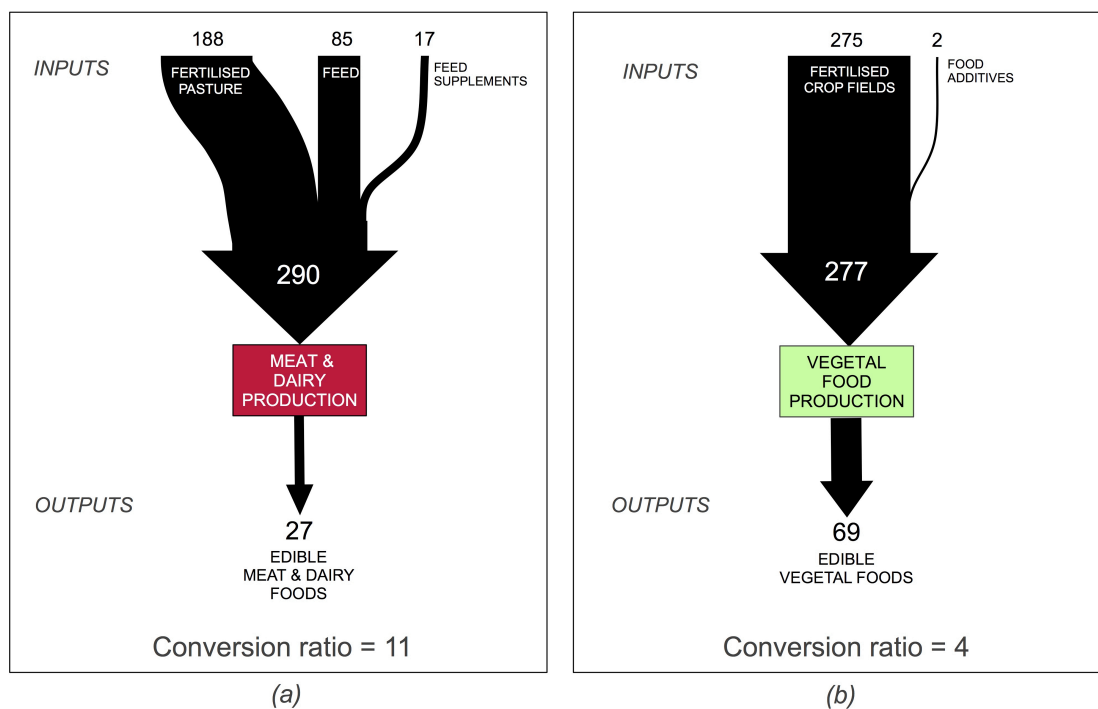 188
85
17
INPUTS
FERTILISED
PASTURE
FEED
FEED
SUPPLEMENTS
290
MEAT &
DAIRY
PRODUCTION
OUTPUTS
27
EDIBLE
MEAT & DAIRY
FOODS
Conversion ratio = 11
(a)
275
2
INPUTS
FERTILISED
CROP FIELDS
FOOD
ADDITIVES
277
VEGETAL
FOOD
PRODUCTION
OUTPUTS
69
EDIBLE
VEGETAL FOODS
Conversion ratio = 4
(b)